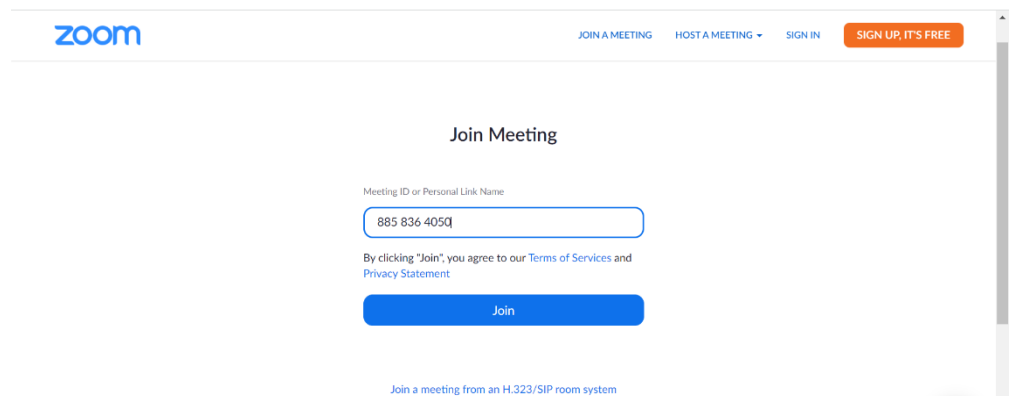 zoom
JOIN A MEETING HOST A MEETING SIGN IN SIGN UP, IT'S FREE
Join Meeting
Meeting ID or Personal Link Name
885 836 4050
By clicking "Join", you agree to our Terms of Services and
Privacy Statement
Join
Join a meeting from an H.323/SIP room system